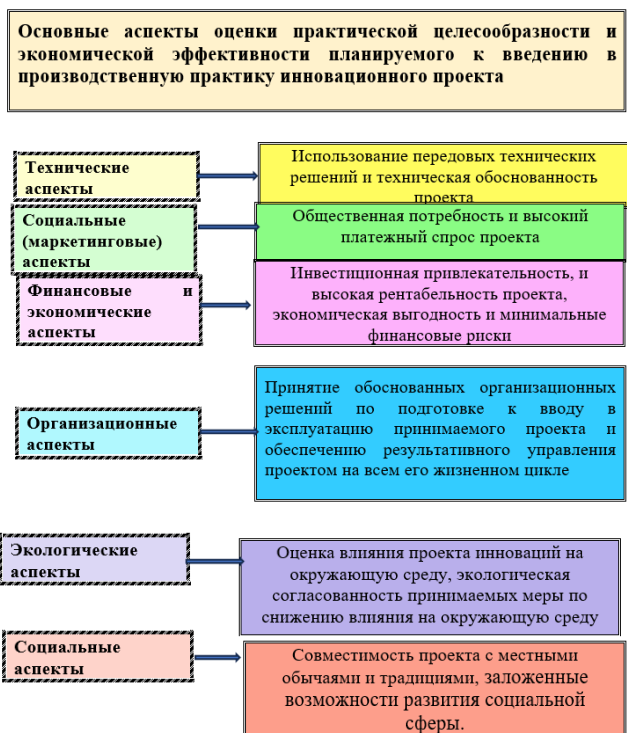 Основные аспекты оценки практической целесообразности и
экономической эффективности планируемого к введению в
производственную практику инновационного проекта
Технические
аспекты
Использование передовых технических
решений и техническая обоснованность
проекта
Социальные
(маркетинговые)
аспекты
Общественная потребность и высокий
платежный спрос проекта
Финансовые и
экономические
аспекты
Инвестиционная привлекательность, и
высокая рентабельность проекта,
экономическая выгодность и минимальные
финансовые риски
Организационные
аспекты
Принятие обоснованных организационных
решений по подготовке к вводу в
эксплуатацию принимаемого проекта и
обеспечению результативного управления
проектом на всем его жизненном цикле
Экологические
аспекты
Оценка влияния проекта инноваций на
окружающую среду, экологическая
согласованность принимаемых меры по
снижению влияния на окружающую среду
Социальные
аспекты
Совместимость проекта с местными
обычаями и традициями, заложенные
возможности развития социальной
сферы.